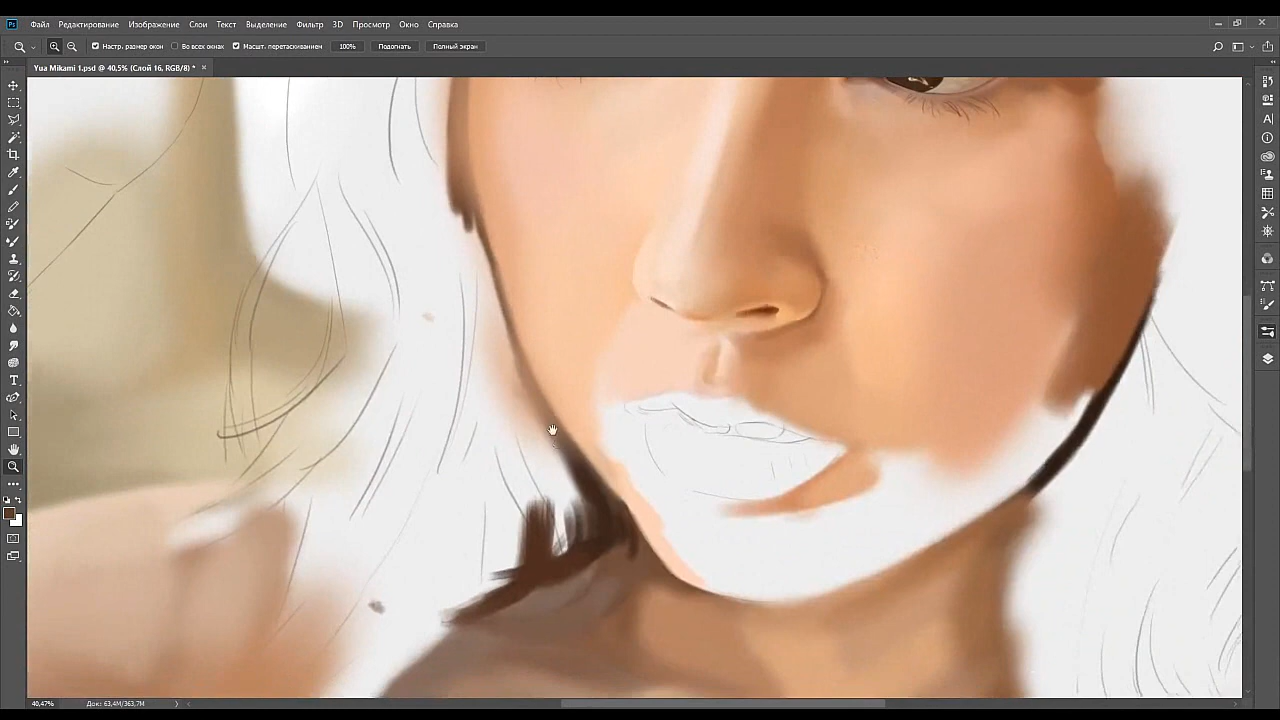 Ps Файл Редактирование Изображение Слои Текст Выделение Фильтр 3D Просмотр Окно Справка
Настр. размер окон Во всех окнах Масшт. перетаскиванием 100% Подогнать Полный экран
Yua Mikami 1.psd @ 40,5% (Слой 16, RGB/8) *
40,47% Док: 63,4M/363,7M